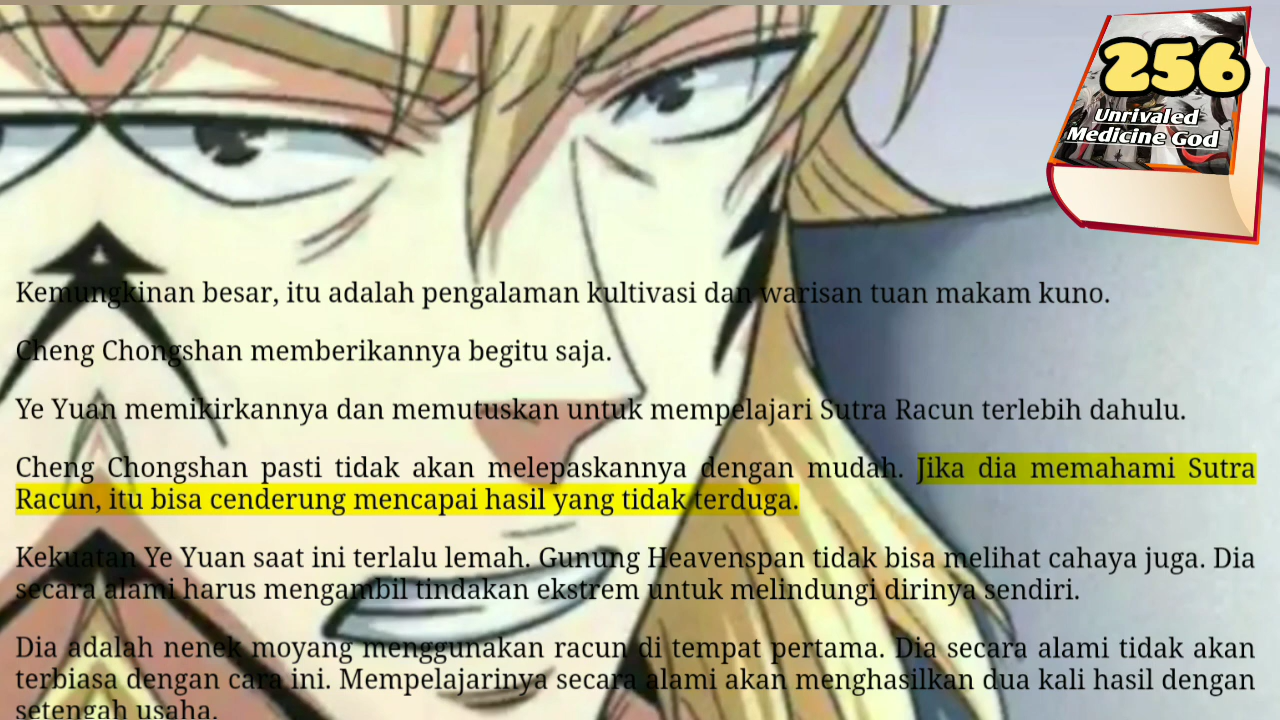 256
Unrivaled
Medicine God
Kemungkinan besar, itu adalah pengalaman kultivasi dan warisan tuan makam kuno.
Cheng Chongshan memberikannya begitu saja.
Ye Yuan memikirkannya dan memutuskan untuk mempelajari Sutra Racun terlebih dahulu.
Cheng Chongshan pasti tidak akan melepaskannya dengan mudah. Jika dia memahami Sutra
Racun, itu bisa cenderung mencapai hasil yang tidak terduga.
Kekuatan Ye Yuan saat ini terlalu lemah. Gunung Heavenspan tidak bisa melihat cahaya juga. Dia
secara alami harus mengambil tindakan ekstrem untuk melindungi dirinya sendiri.
Dia adalah nenek moyang menggunakan racun di tempat pertama. Dia secara alami tidak akan
terbiasa dengan cara ini. Mempelajarinya secara alami akan menghasilkan dua kali hasil dengan
setengah usaha.